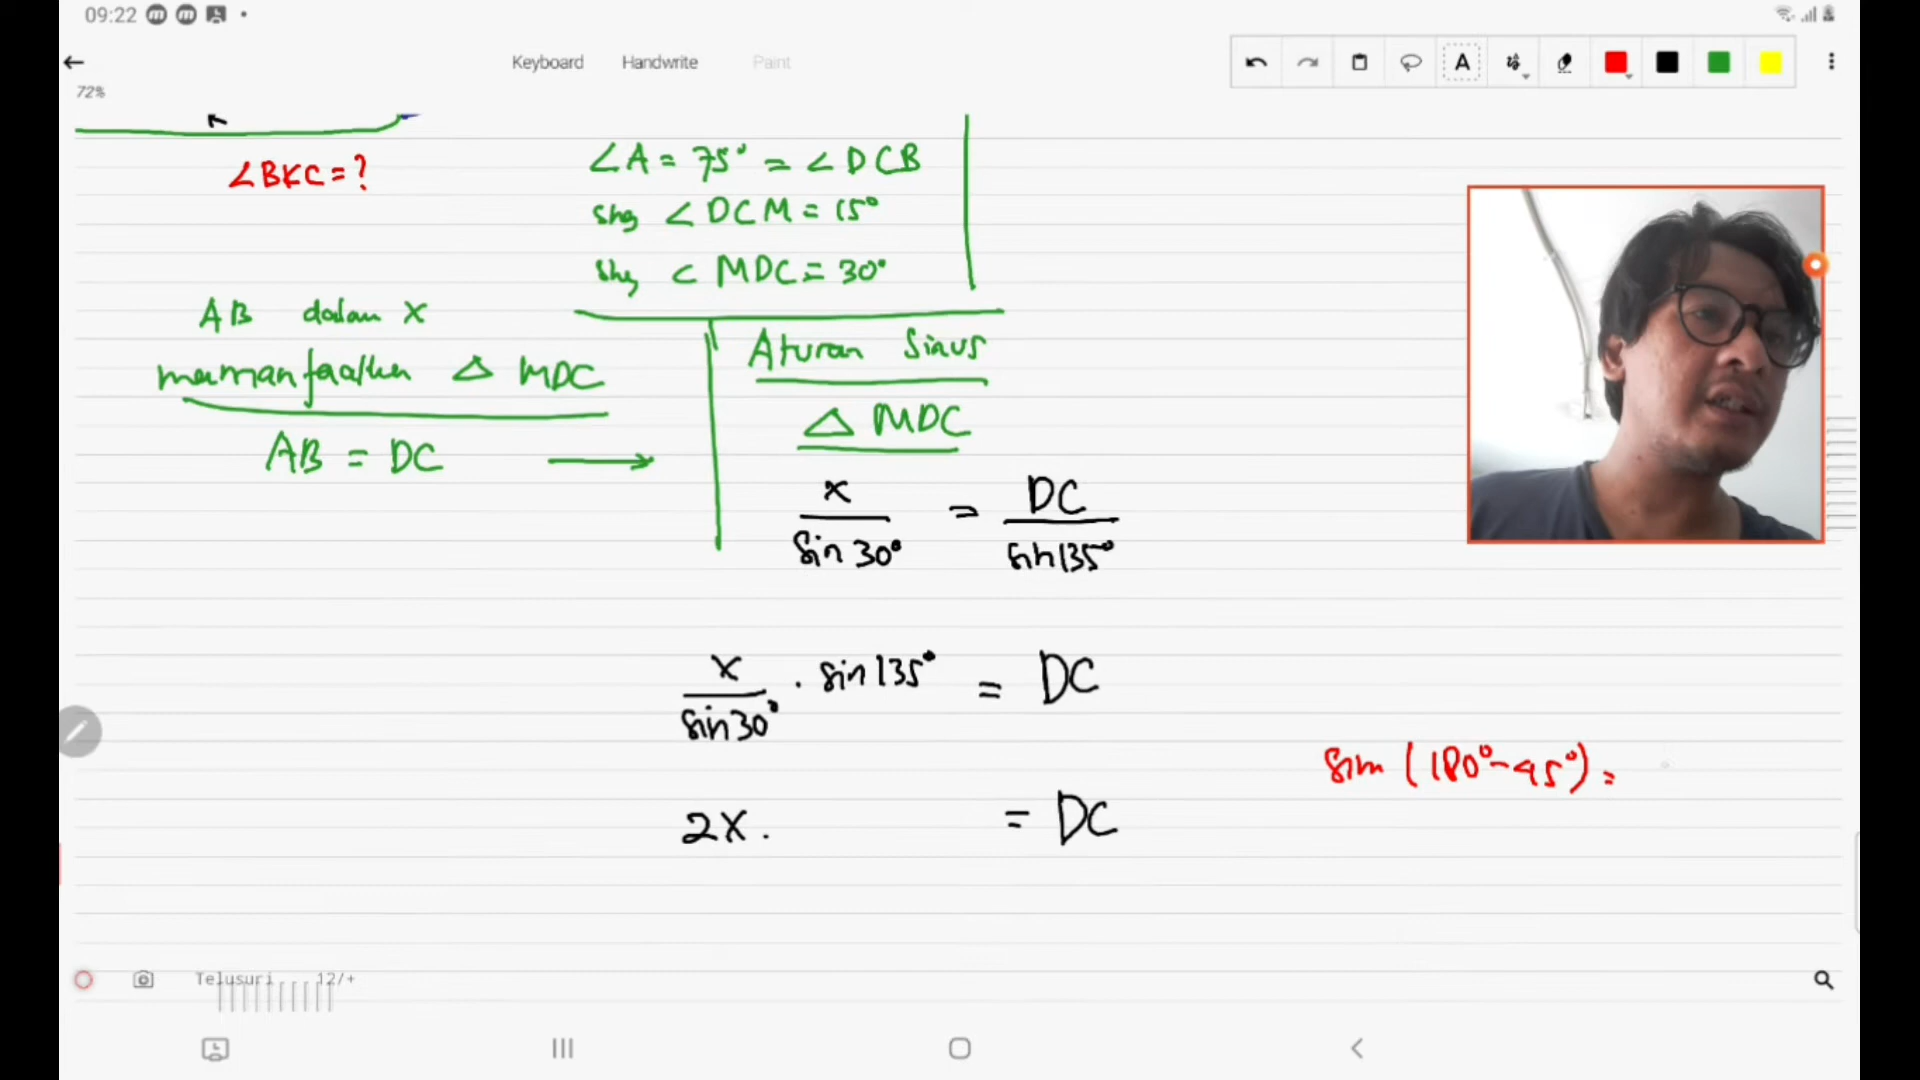 09:22
Keyboard Handwrite Paint
A
72%
∠BKC = ?
∠A = 75° = ∠DCB
shg ∠DCM = 15°
shg ∠MDC = 30°
AB dalam x
memanfaatkan △ MDC
AB = DC →
Aturan Sinus
△ MDC
x/sin 30° = DC/sin 135°
x/sin 30° · sin 135° = DC
sin (180° - 45°) =
2x . = DC
Telusuri 12/+